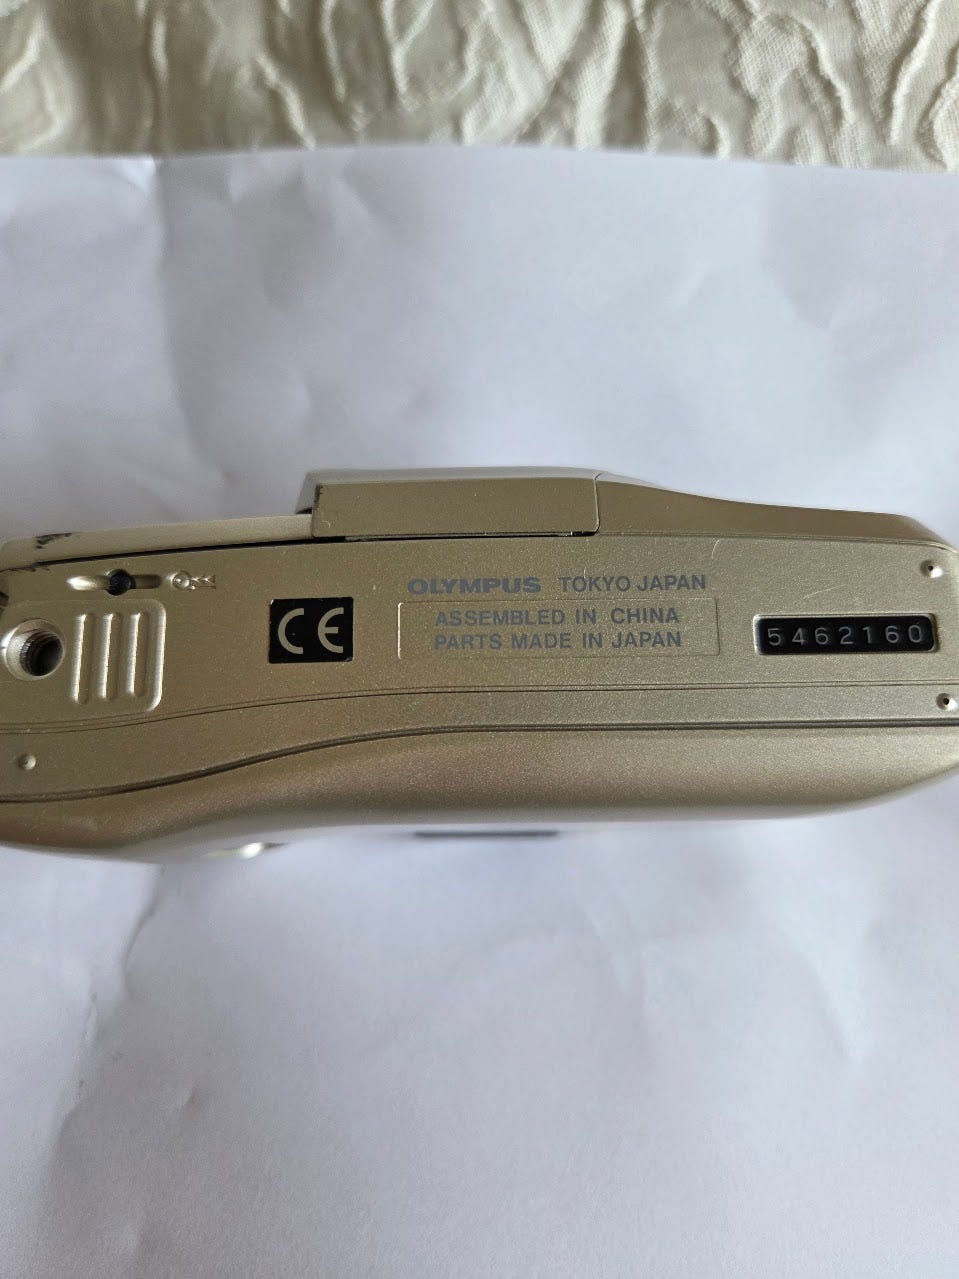 OLYMPUS TOKYO JAPAN
ASSEMBLED IN CHINA
PARTS MADE IN JAPAN
CE
5462160